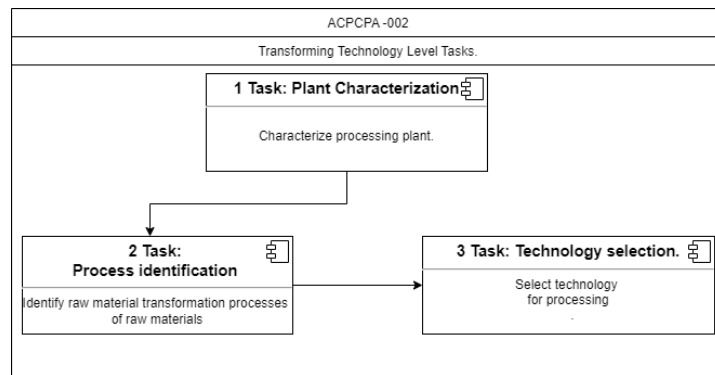 ACPCPA -002
Transforming Technology Level Tasks.
1 Task: Plant Characterization
Characterize processing plant.
2 Task:
Process identification
Identify raw material transformation processes
of raw materials
3 Task: Technology selection.
Select technology
for processing
.